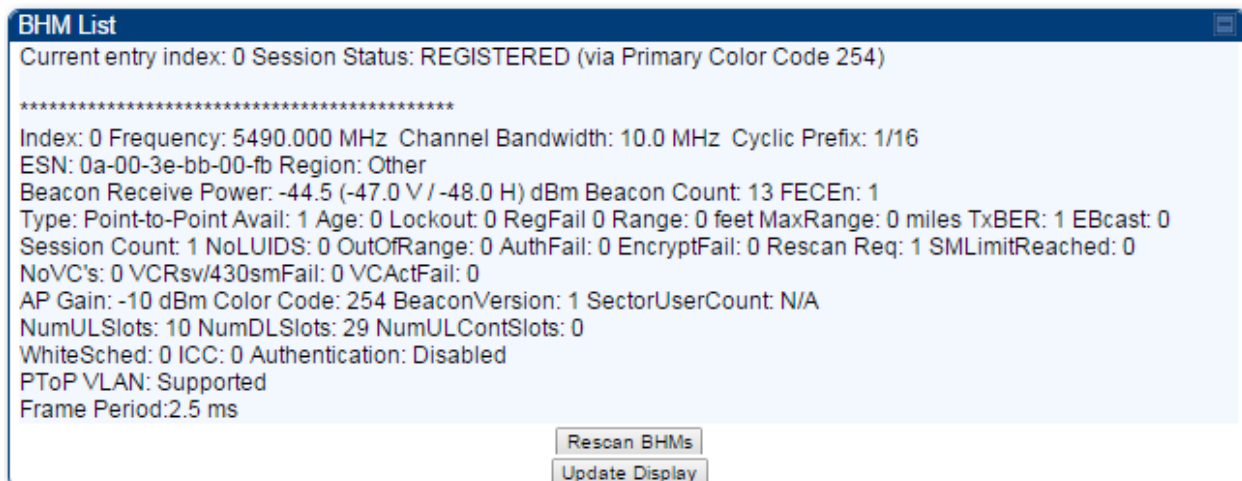 BHM List
Current entry index: 0 Session Status: REGISTERED (via Primary Color Code 254)
*********************************************
Index: 0 Frequency: 5490.000 MHz  Channel Bandwidth: 10.0 MHz  Cyclic Prefix: 1/16
ESN: 0a-00-3e-bb-00-fb Region: Other
Beacon Receive Power: -44.5 (-47.0 V / -48.0 H) dBm Beacon Count: 13 FECEn: 1
Type: Point-to-Point Avail: 1 Age: 0 Lockout: 0 RegFail 0 Range: 0 feet MaxRange: 0 miles TxBER: 1 EBcast: 0
Session Count: 1 NoLUIDS: 0 OutOfRange: 0 AuthFail: 0 EncryptFail: 0 Rescan Req: 1 SMLimitReached: 0
NoVC's: 0 VCRsv/430smFail: 0 VCActFail: 0
AP Gain: -10 dBm Color Code: 254 BeaconVersion: 1 SectorUserCount: N/A
NumULSlots: 10 NumDLSlots: 29 NumULContSlots: 0
WhiteSched: 0 ICC: 0 Authentication: Disabled
PToP VLAN: Supported
Frame Period:2.5 ms
Rescan BHMs
Update Display